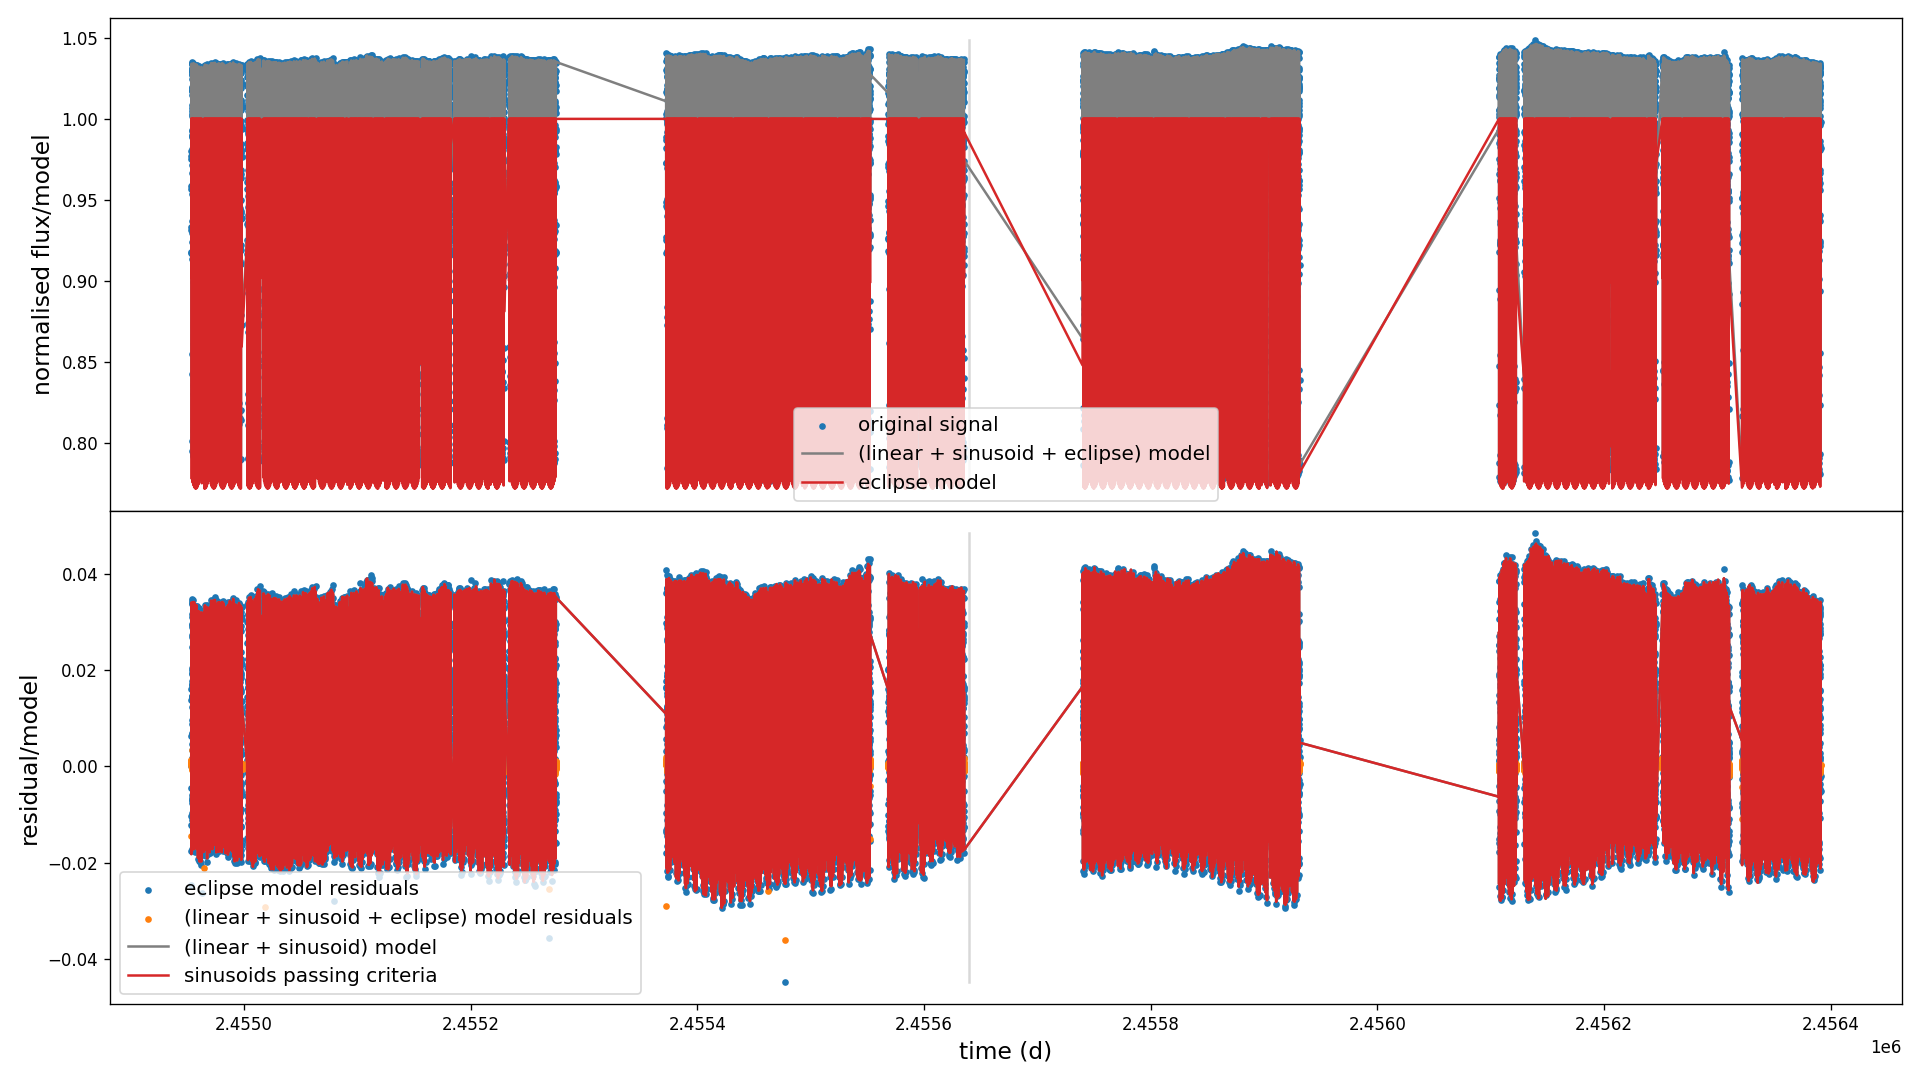 1.05
1.00
0.95
0.90
0.85
0.80
normalised flux/model
original signal
(linear + sinusoid + eclipse) model
eclipse model
0.04
0.02
0.00
−0.02
−0.04
residual/model
eclipse model residuals
(linear + sinusoid + eclipse) model residuals
(linear + sinusoid) model
sinusoids passing criteria
2.4550 2.4552 2.4554 2.4556 2.4558 2.4560 2.4562 2.4564
1e6
time (d)